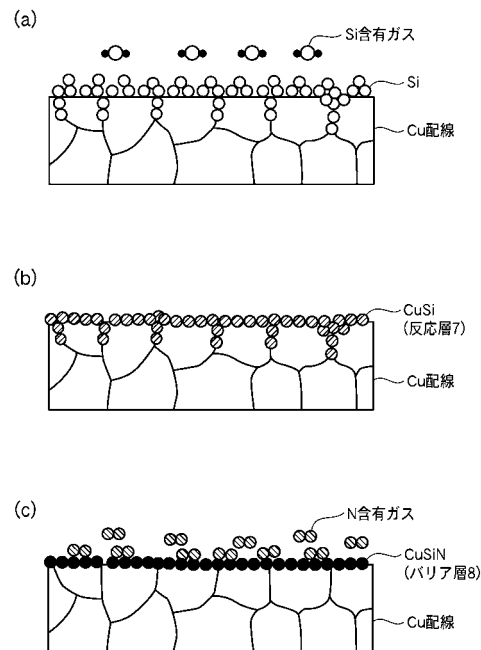 (a)
Si含有ガス
Si
Cu配線
(b)
CuSi
(反応層7)
Cu配線
(c)
N含有ガス
CuSiN
(バリア層8)
Cu配線